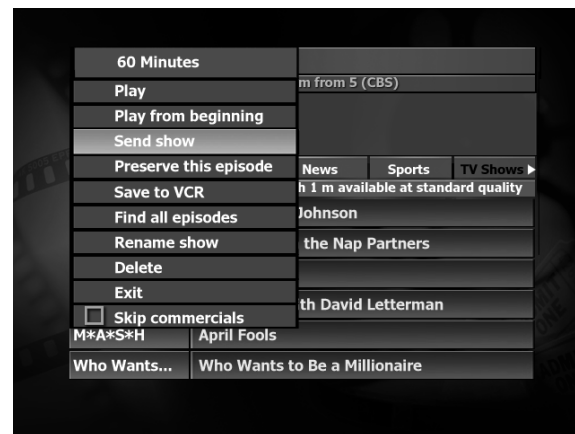 60 Minutes
m from 5 (CBS)
Play
Play from beginning
Send show
Preserve this episode
News Sports TV Shows
Save to VCR
h 1 m available at standard quality
Find all episodes
Johnson
Rename show
the Nap Partners
Delete
Exit
th David Letterman
Skip commercials
M*A*S*H April Fools
Who Wants... Who Wants to Be a Millionaire